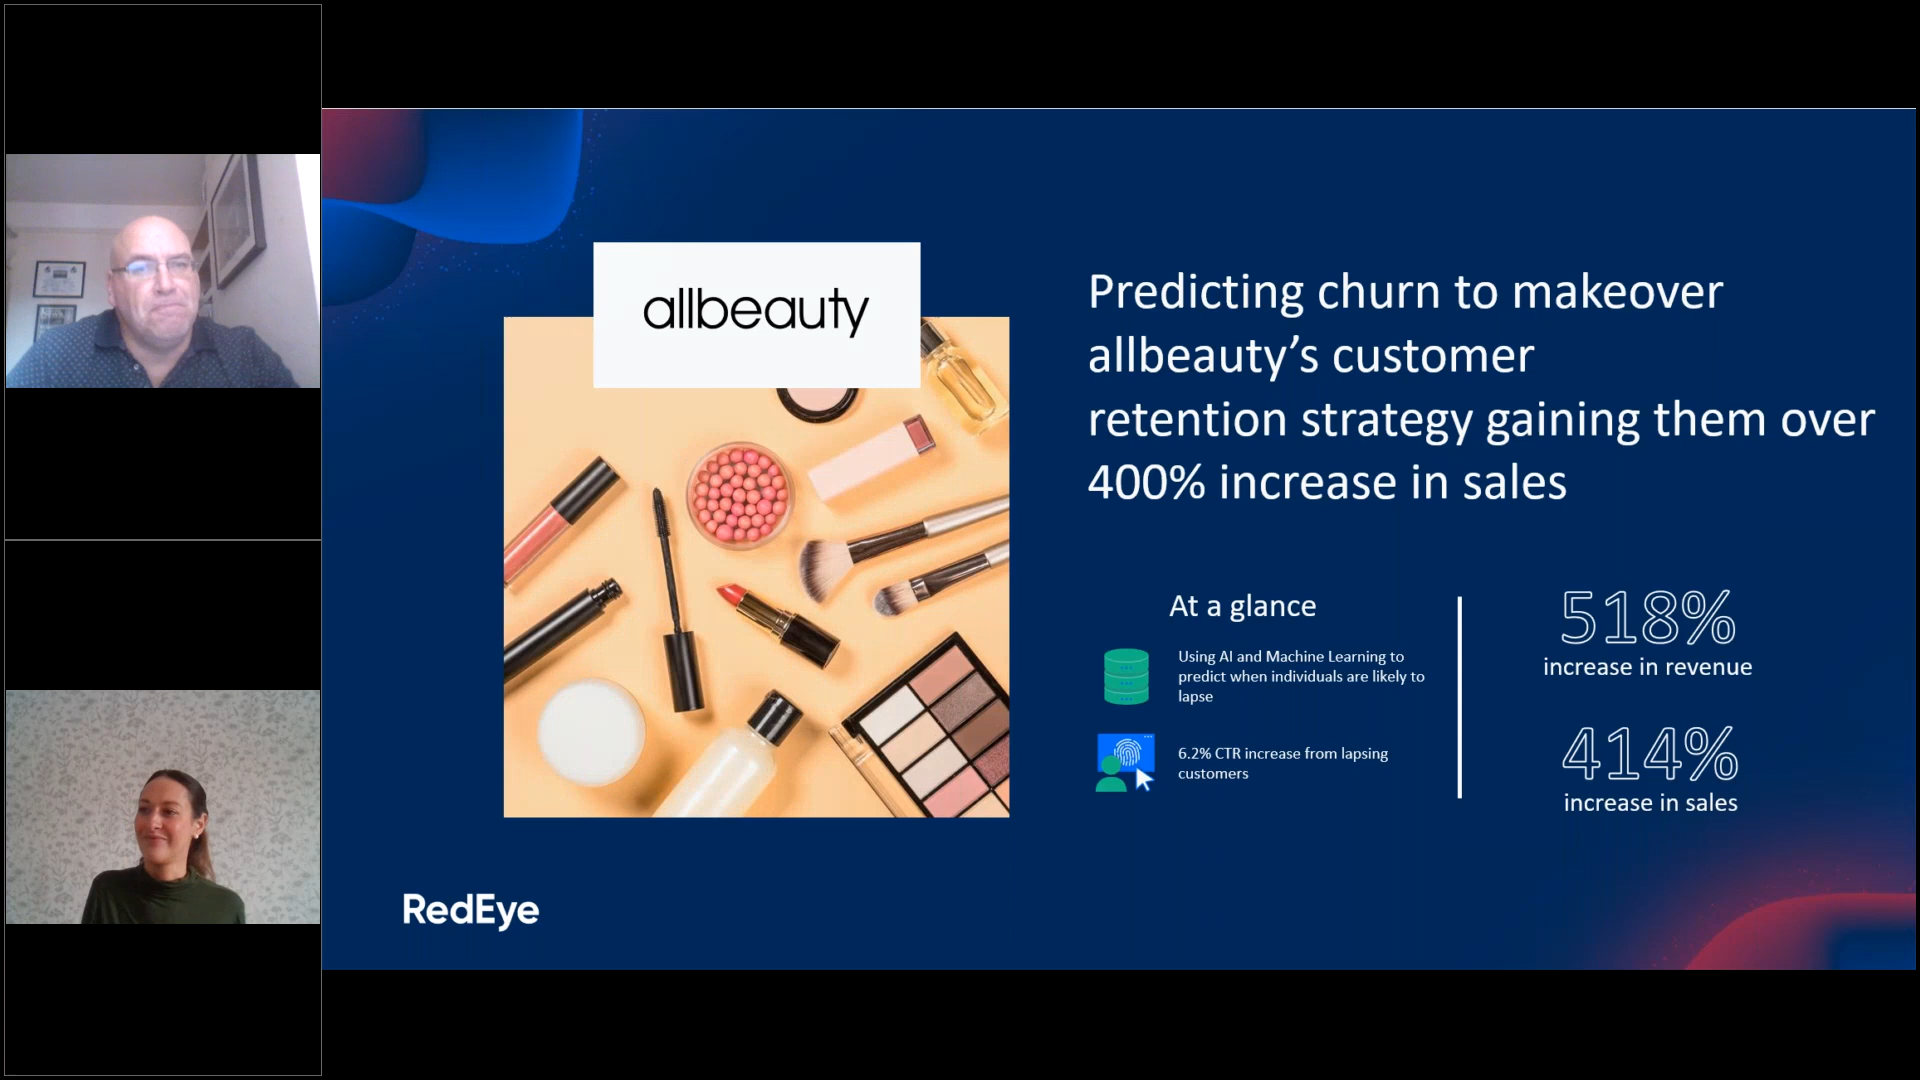 allbeauty
Predicting churn to makeover
allbeauty’s customer
retention strategy gaining them over
400% increase in sales
At a glance
Using AI and Machine Learning to
predict when individuals are likely to
lapse
6.2% CTR increase from lapsing
customers
518%
increase in revenue
414%
increase in sales
RedEye